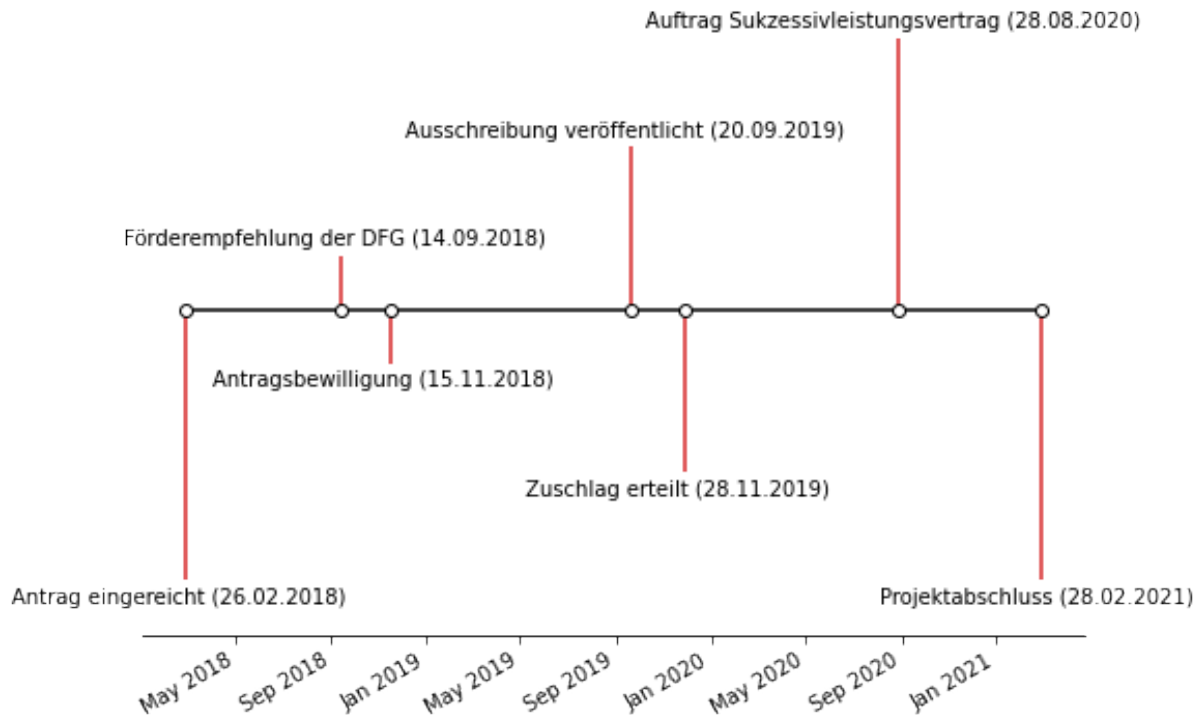 Auftrag Sukzessivleistungsvertrag (28.08.2020)
Ausschreibung veröffentlicht (20.09.2019)
Förderempfehlung der DFG (14.09.2018)
Antragsbewilligung (15.11.2018)
Zuschlag erteilt (28.11.2019)
Antrag eingereicht (26.02.2018)
Projektabschluss (28.02.2021)
May 2018
Sep 2018
Jan 2019
May 2019
Sep 2019
Jan 2020
May 2020
Sep 2020
Jan 2021